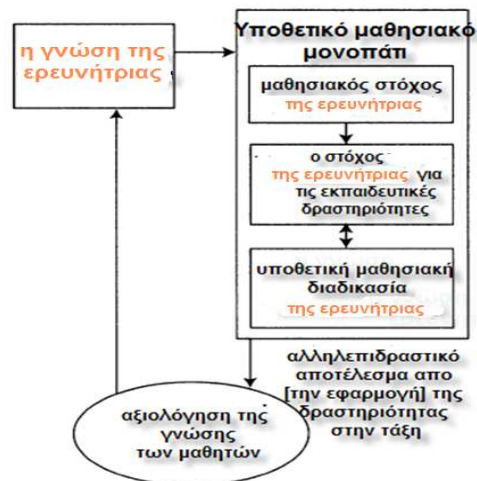 η γνώση της
ερευνήτριας
Υποθετικό μαθησιακό
μονοπάτι
μαθησιακός στόχος
της ερευνήτριας
ο στόχος
της ερευνήτριας για
τις εκπαιδευτικές
δραστηριότητες
υποθετική μαθησιακή
διαδικασία
της ερευνήτριας
αλληλεπιδραστικό
αποτέλεσμα απο
[την εφαρμογή] της
δραστηριότητας
στην τάξη
αξιολόγηση της
γνώσης
των μαθητών